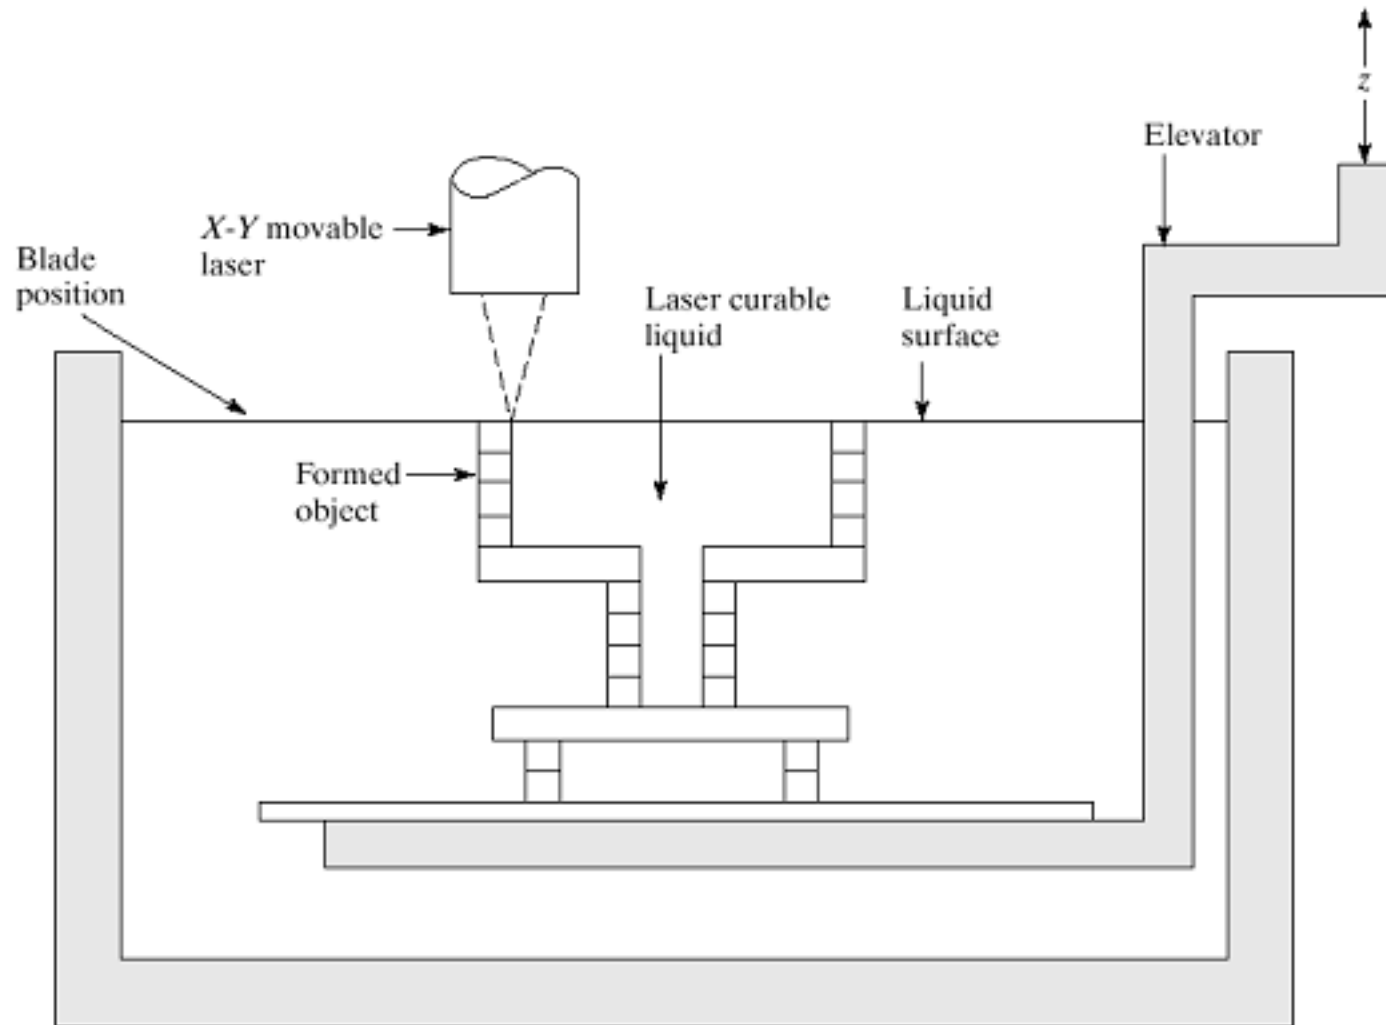 z
Elevator
X-Y movable
laser
Blade
position
Laser curable
liquid
Liquid
surface
Formed
object